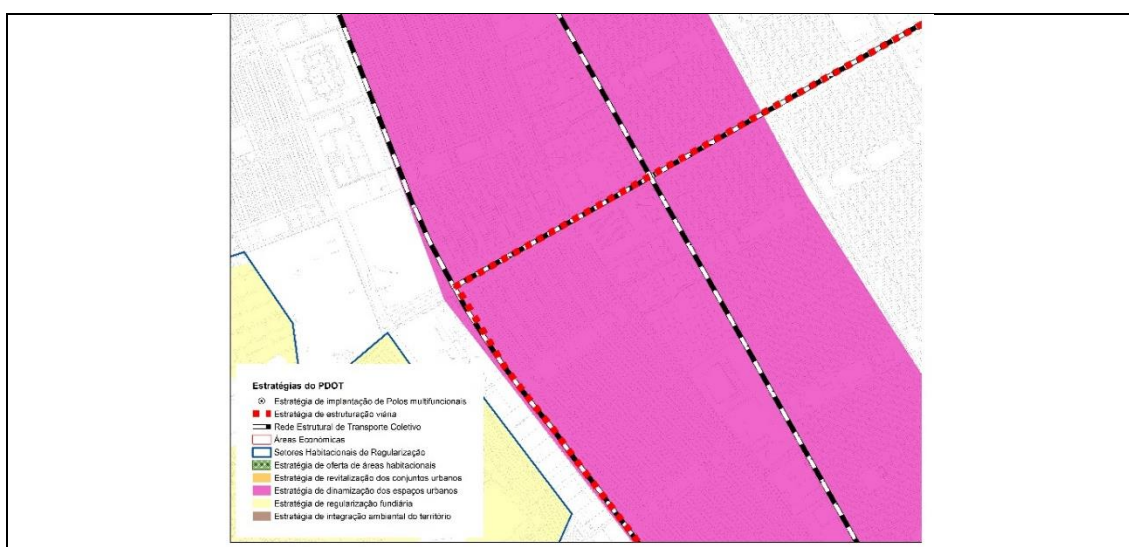 Estratégias do PDOT
Estratégia de implantação de Polos multifuncionais
Estratégia de estruturação viária
Rede Estrutural de Transporte Coletivo
Áreas Econômicas
Setores Habitacionais de Regularização
Estratégia de oferta de áreas habitacionais
Estratégia de revitalização dos conjuntos urbanos
Estratégia de dinamização dos espaços urbanos
Estratégia de regularização fundiária
Estratégia de integração ambiental do território